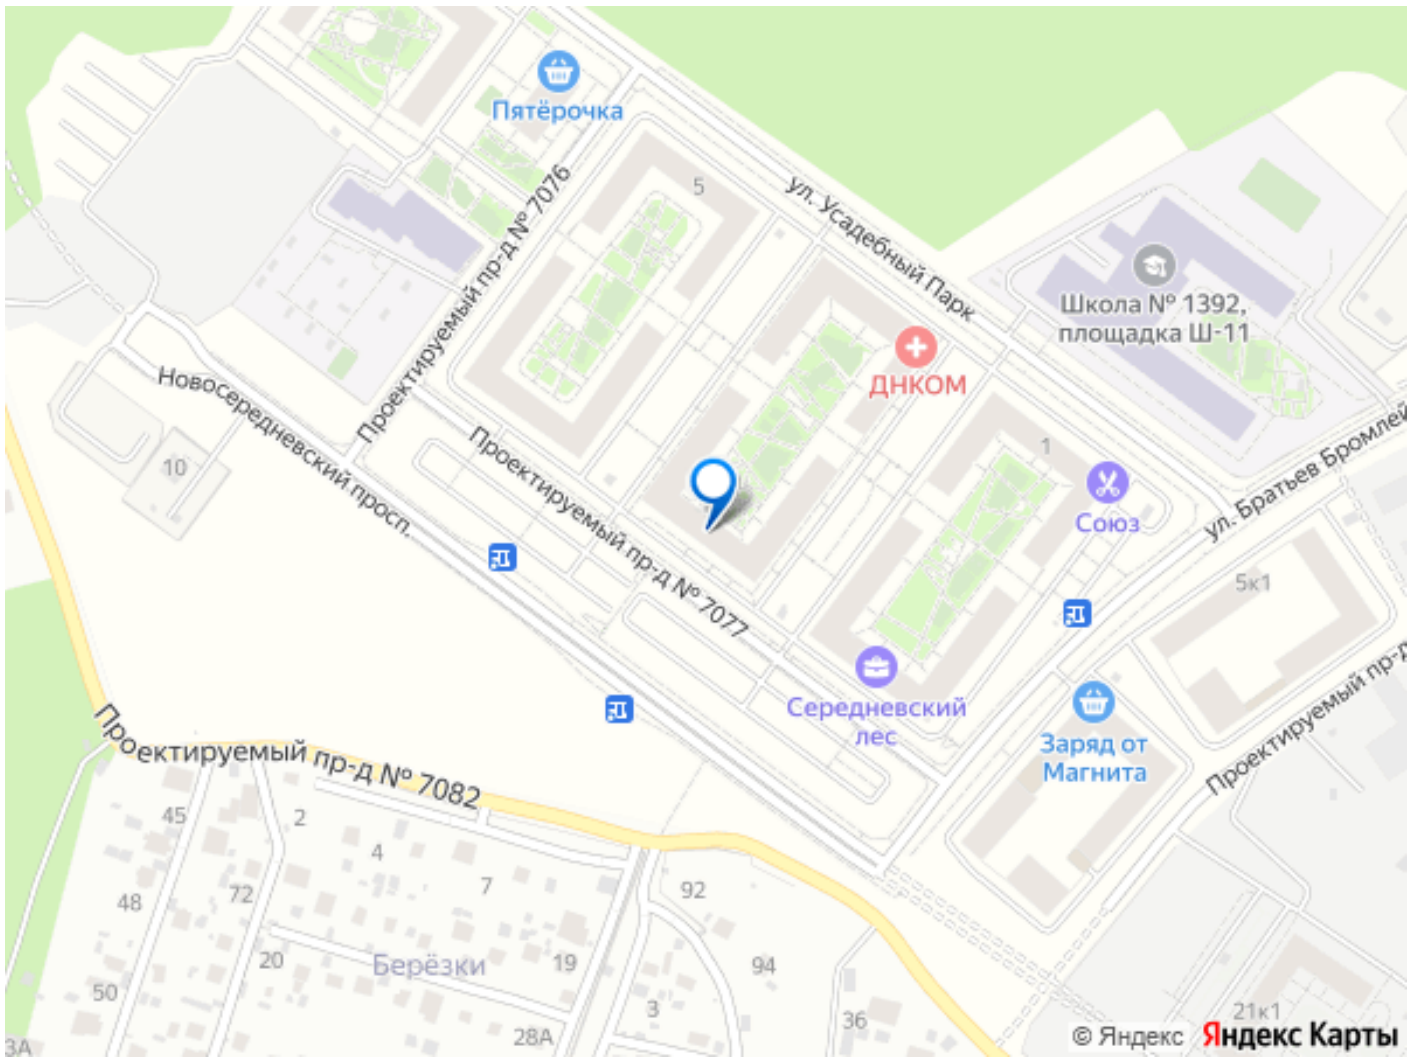 Пятёрочка
5
Проектируемый пр-д № 7076
ул. Усадебный Парк
Школа № 1392,
площадка Ш-11
ДНКОМ
Новосередневский просп.
10
Проектируемый пр-д № 7077
1
Союз
ул. Братьев Бромлей
5к1
Середневский
лес
Заряд от
Магнита
Проектируемый пр-д
Проектируемый пр-д № 7082
45
2
4
7
72
48
92
20
Берёзки
19
94
50
3
28А
36
21к1
3А
© Яндекс Яндекс Карты